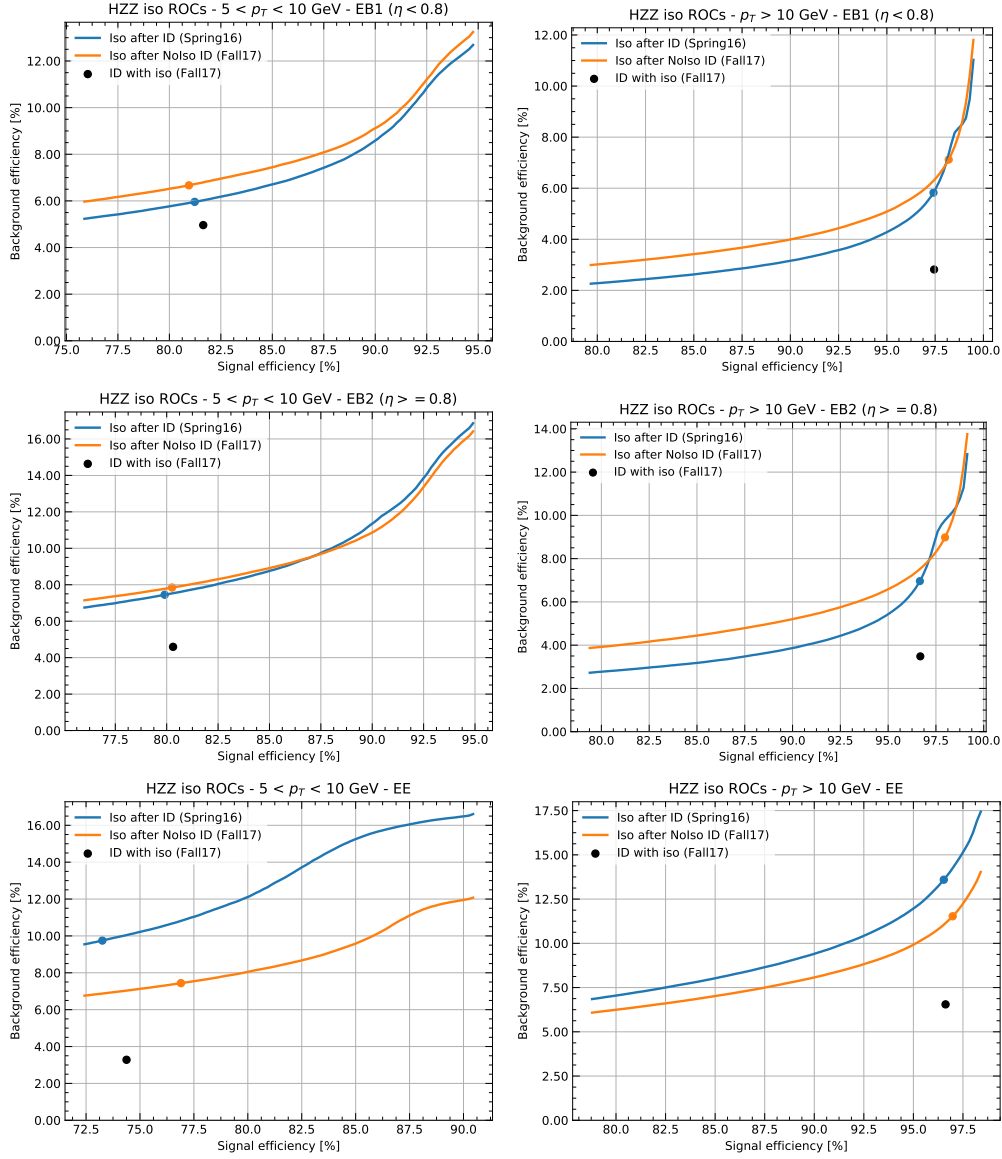 HZZ iso ROCs - 5 < pT < 10 GeV - EB1 (η < 0.8)
Iso after ID (Spring16)
Iso after NoIso ID (Fall17)
ID with iso (Fall17)
Background efficiency [%]
12.00
10.00
8.00
6.00
4.00
2.00
0.00
75.0 77.5 80.0 82.5 85.0 87.5 90.0 92.5 95.0
Signal efficiency [%]
HZZ iso ROCs - pT > 10 GeV - EB1 (η < 0.8)
Iso after ID (Spring16)
Iso after NoIso ID (Fall17)
ID with iso (Fall17)
Background efficiency [%]
12.00
10.00
8.00
6.00
4.00
2.00
0.00
80.0 82.5 85.0 87.5 90.0 92.5 95.0 97.5 100.0
Signal efficiency [%]
HZZ iso ROCs - 5 < pT < 10 GeV - EB2 (η >= 0.8)
Iso after ID (Spring16)
Iso after NoIso ID (Fall17)
ID with iso (Fall17)
Background efficiency [%]
16.00
14.00
12.00
10.00
8.00
6.00
4.00
2.00
0.00
77.5 80.0 82.5 85.0 87.5 90.0 92.5 95.0
Signal efficiency [%]
HZZ iso ROCs - pT > 10 GeV - EB2 (η >= 0.8)
Iso after ID (Spring16)
Iso after NoIso ID (Fall17)
ID with iso (Fall17)
Background efficiency [%]
14.00
12.00
10.00
8.00
6.00
4.00
2.00
0.00
80.0 82.5 85.0 87.5 90.0 92.5 95.0 97.5 100.0
Signal efficiency [%]
HZZ iso ROCs - 5 < pT < 10 GeV - EE
Iso after ID (Spring16)
Iso after NoIso ID (Fall17)
ID with iso (Fall17)
Background efficiency [%]
16.00
14.00
12.00
10.00
8.00
6.00
4.00
2.00
0.00
72.5 75.0 77.5 80.0 82.5 85.0 87.5 90.0
Signal efficiency [%]
HZZ iso ROCs - pT > 10 GeV - EE
Iso after ID (Spring16)
Iso after NoIso ID (Fall17)
ID with iso (Fall17)
Background efficiency [%]
17.50
15.00
12.50
10.00
7.50
5.00
2.50
0.00
80.0 82.5 85.0 87.5 90.0 92.5 95.0 97.5
Signal efficiency [%]